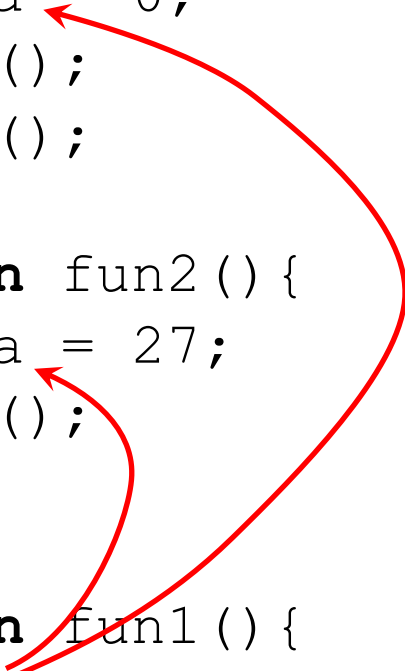 ();
();
n fun2(){
a = 27;
();
n fun1(){